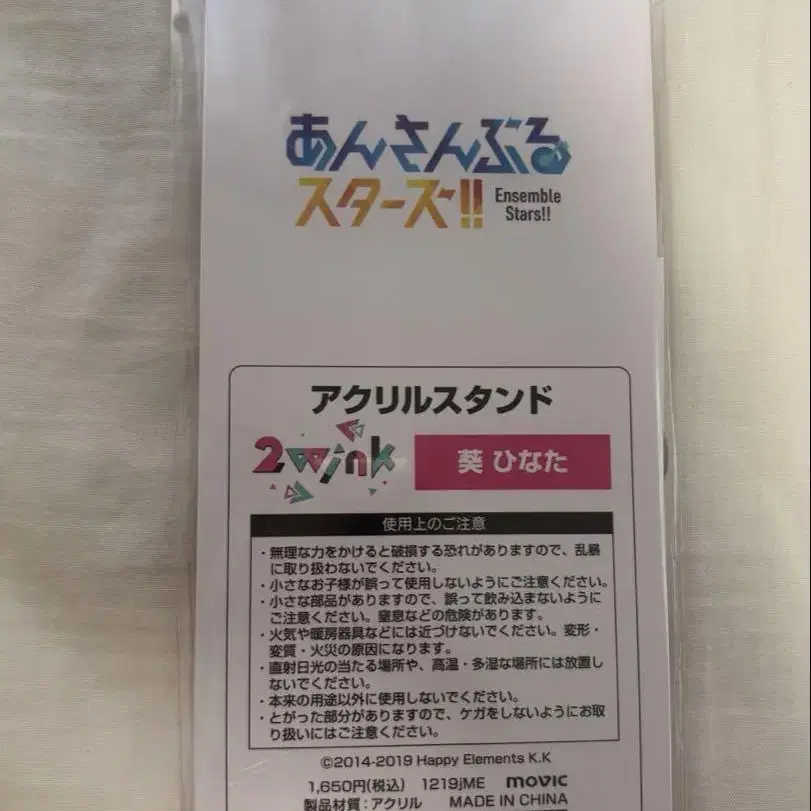 あんさんぶる
スターズ!!
Ensemble
Stars!!
アクリルスタンド
2wink
葵 ひなた
使用上のご注意
・無理な力をかけると破損する恐れがありますので、乱暴
に取り扱わないでください。
・小さなお子様が誤って使用しないようにご注意ください。
・小さな部品がありますので、誤って飲み込まないように
ご注意ください。窒息などの危険があります。
・火気や暖房器具などには近づけないでください。変形・
変質・火災の原因になります。
・直射日光の当たる場所や、高温・多湿な場所には放置し
ないでください。
・本来の用途以外に使用しないでください。
・とがった部分がありますので、ケガをしないようにお取
り扱いにはご注意ください。
©2014-2019 Happy Elements K.K
1,650円(税込) 1219jME movic
製品材質:アクリル MADE IN CHINA